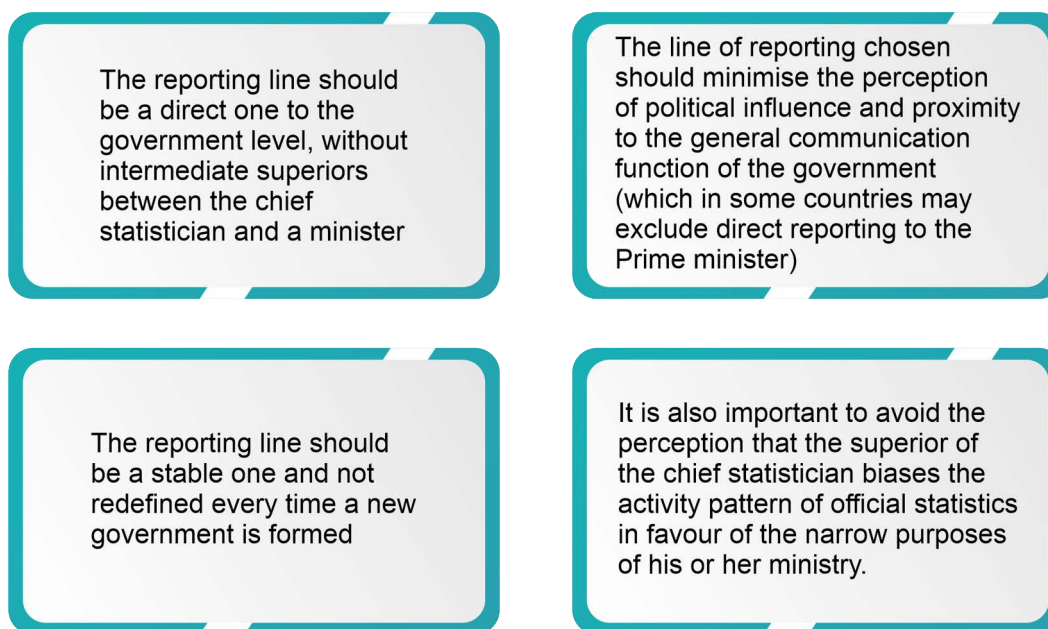 The reporting line should
be a direct one to the
government level, without
intermediate superiors
between the chief
statistician and a minister
The line of reporting chosen
should minimise the perception
of political influence and proximity
to the general communication
function of the government
(which in some countries may
exclude direct reporting to the
Prime minister)
The reporting line should
be a stable one and not
redefined every time a new
government is formed
It is also important to avoid the
perception that the superior of
the chief statistician biases the
activity pattern of official statistics
in favour of the narrow purposes
of his or her ministry.